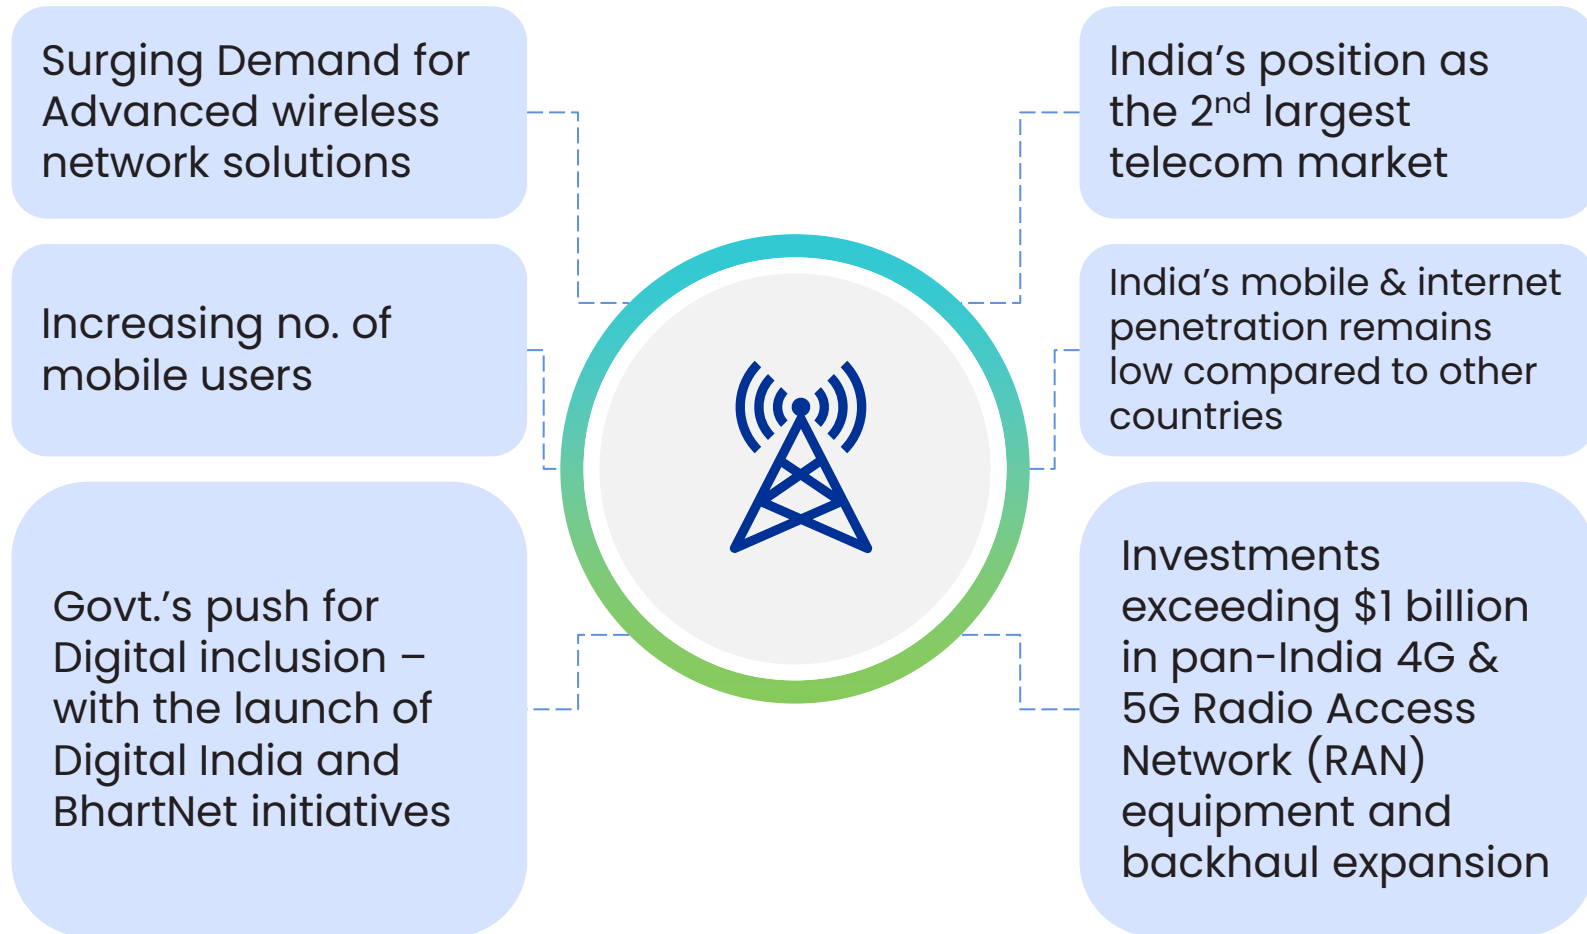 Surging Demand for
Advanced wireless
network solutions
Increasing no. of
mobile users
Govt.’s push for
Digital inclusion –
with the launch of
Digital India and
BhartNet initiatives
India’s position as
the 2nd largest
telecom market
India’s mobile & internet
penetration remains
low compared to other
countries
Investments
exceeding $1 billion
in pan-India 4G &
5G Radio Access
Network (RAN)
equipment and
backhaul expansion